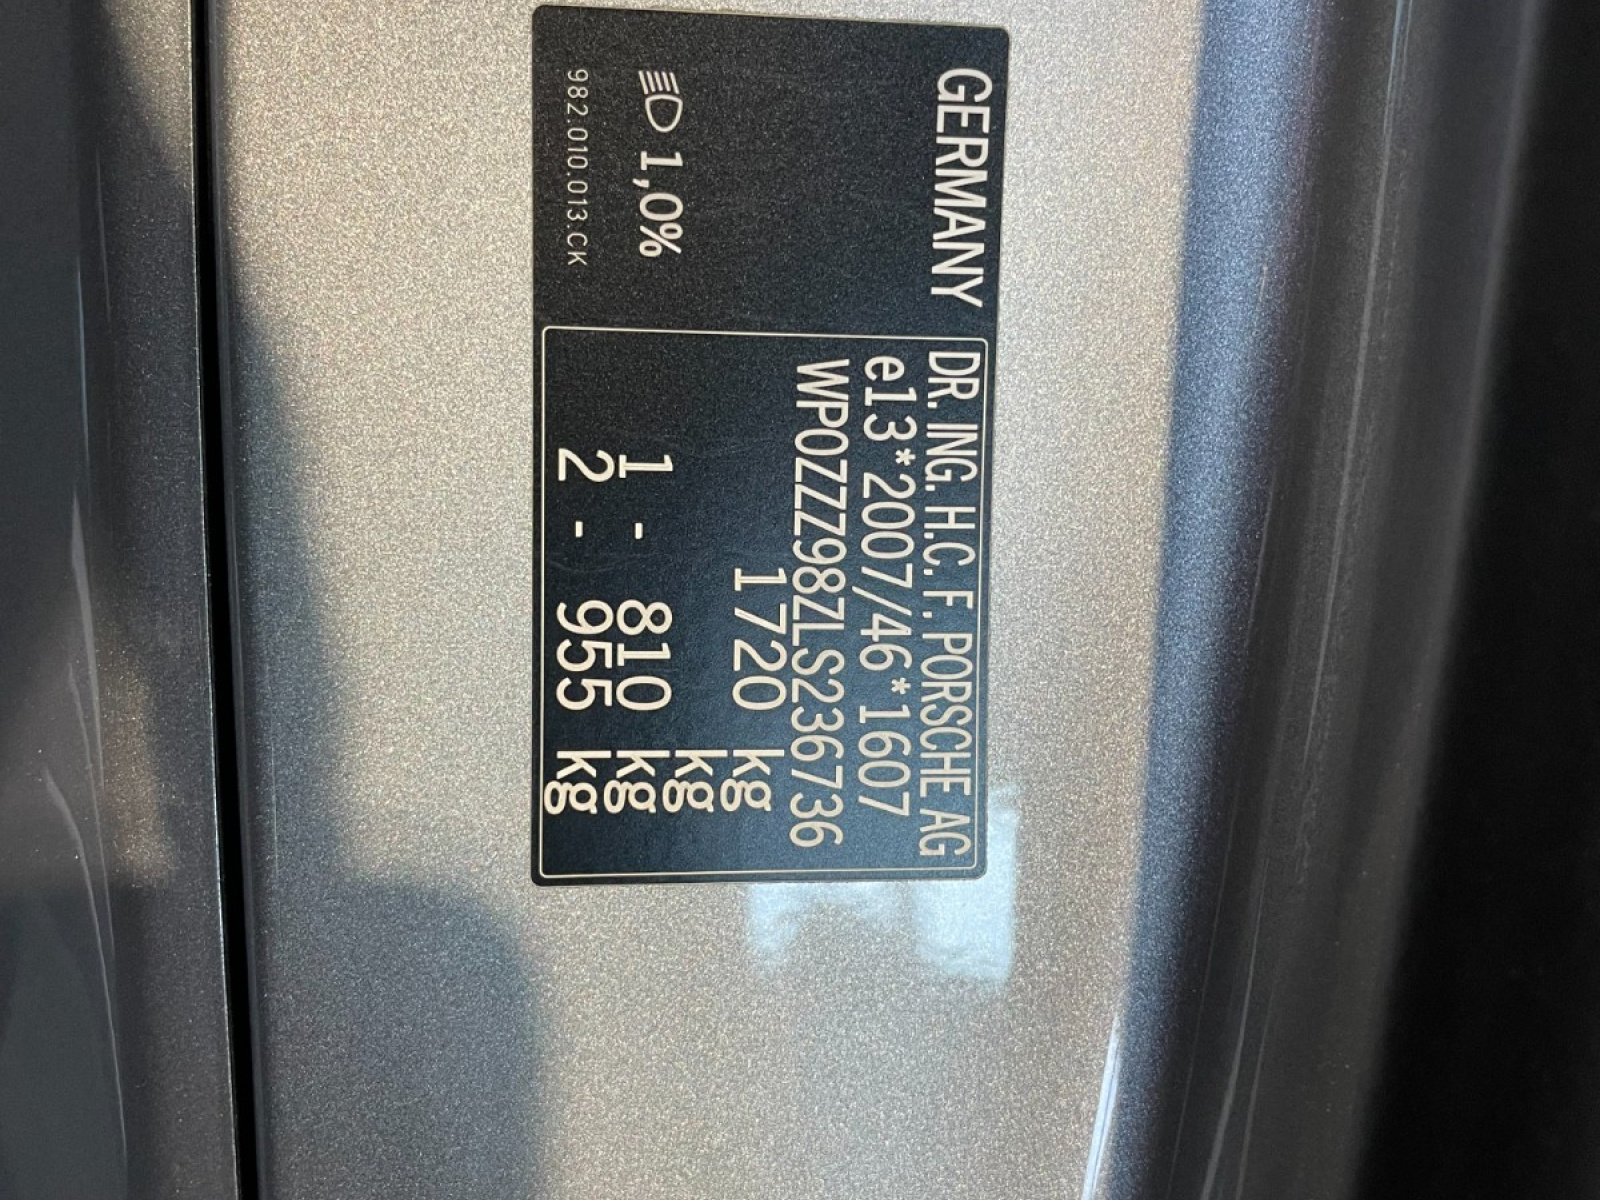 GERMANY
DR. ING. H.C. F. PORSCHE AG
e13*2007/46*1607
WP0ZZZ98ZLS236736
1720 kg
kg
1 - 810 kg
2 - 955 kg
1,0%
982.010.013.CK